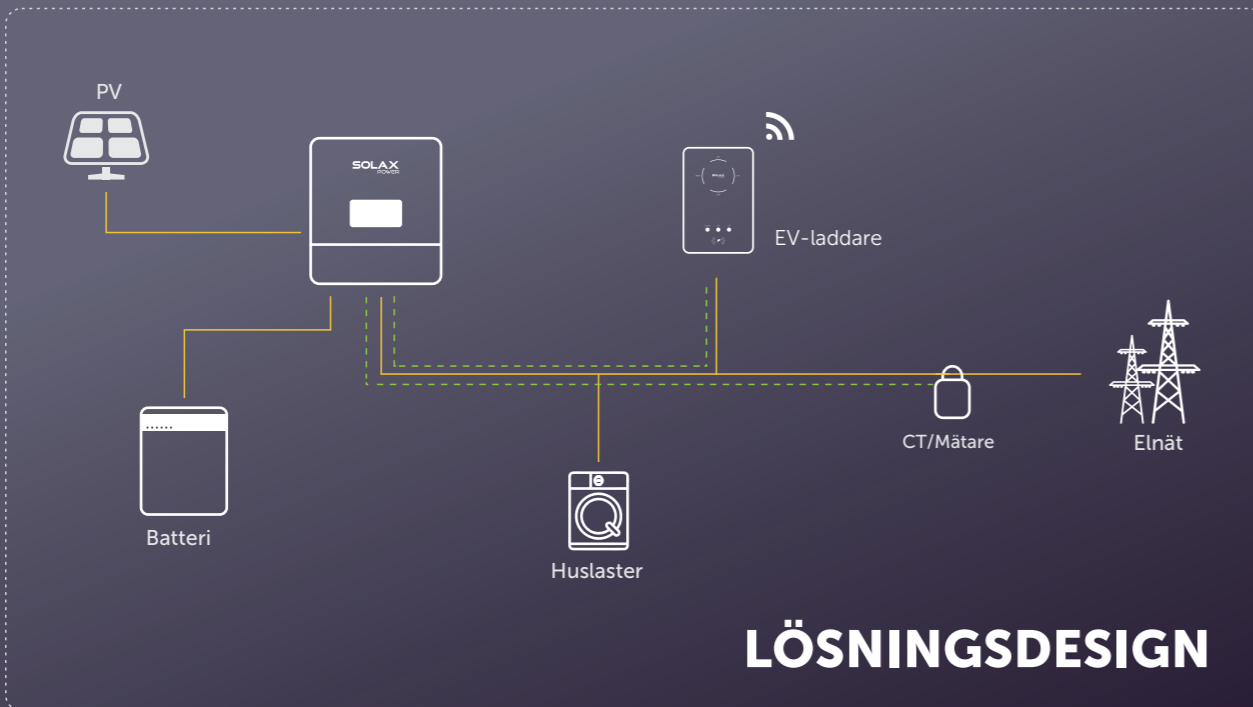 PV
SOLAX
POWER
EV-laddare
CT/Mätare
Elnät
Batteri
Huslaster
LÖSNINGSDESIGN